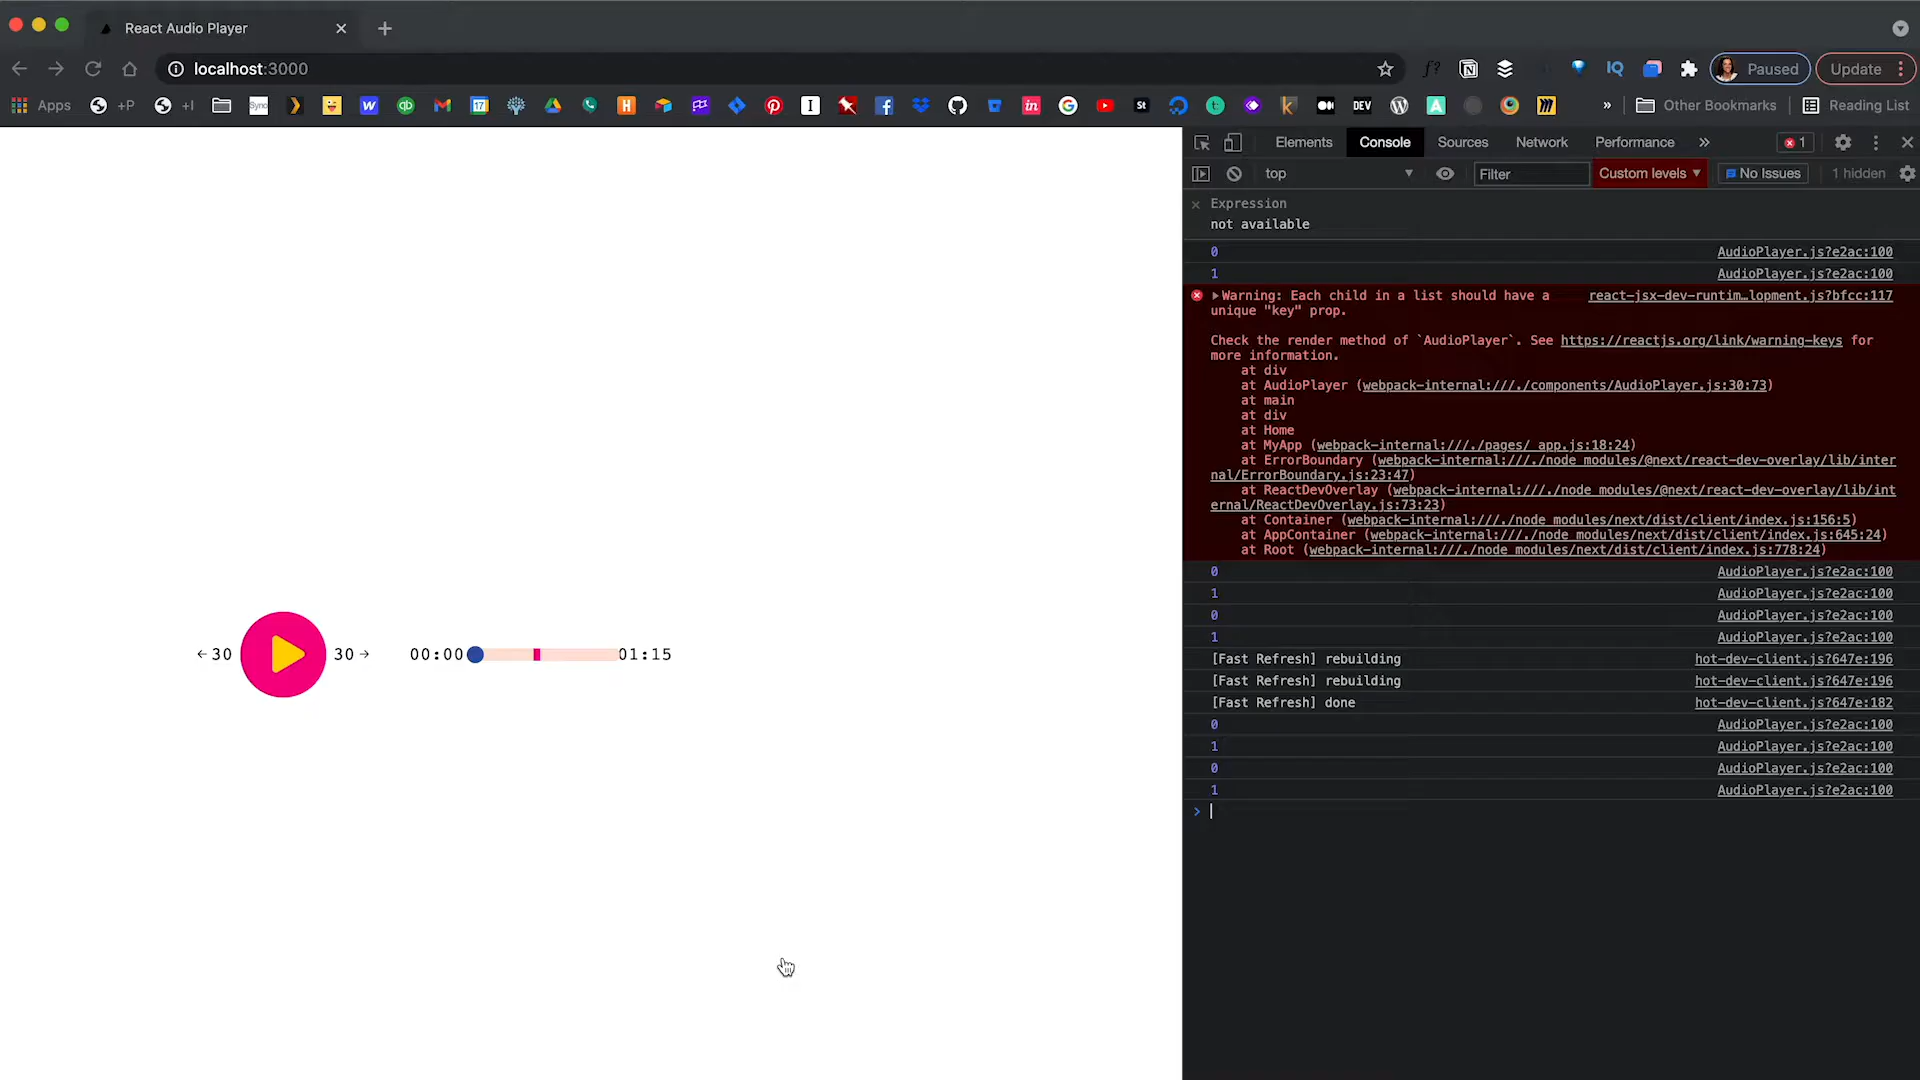 React Audio Player
localhost:3000
f?
IQ
Paused
Update
Apps
+P
+I
Syno
W
qb
17
H
I
in
St
t
k
DEV
A
»
Other Bookmarks
Reading List
Elements
Console
Sources
Network
Performance
»
1
top
Filter
Custom levels
No Issues
1 hidden
Expression
not available
0 AudioPlayer.js?e2ac:100
1 AudioPlayer.js?e2ac:100
Warning: Each child in a list should have a react-jsx-dev-runtim…lopment.js?bfcc:117
unique "key" prop.
Check the render method of `AudioPlayer`. See https://reactjs.org/link/warning-keys for
more information.
at div
at AudioPlayer (webpack-internal:///./components/AudioPlayer.js:30:73)
at main
at div
at Home
at MyApp (webpack-internal:///./pages/_app.js:18:24)
at ErrorBoundary (webpack-internal:///./node_modules/@next/react-dev-overlay/lib/inter
nal/ErrorBoundary.js:23:47)
at ReactDevOverlay (webpack-internal:///./node_modules/@next/react-dev-overlay/lib/int
ernal/ReactDevOverlay.js:73:23)
at Container (webpack-internal:///./node_modules/next/dist/client/index.js:156:5)
at AppContainer (webpack-internal:///./node_modules/next/dist/client/index.js:645:24)
at Root (webpack-internal:///./node_modules/next/dist/client/index.js:778:24)
0 AudioPlayer.js?e2ac:100
1 AudioPlayer.js?e2ac:100
0 AudioPlayer.js?e2ac:100
1 AudioPlayer.js?e2ac:100
[Fast Refresh] rebuilding hot-dev-client.js?647e:196
[Fast Refresh] rebuilding hot-dev-client.js?647e:196
[Fast Refresh] done hot-dev-client.js?647e:182
0 AudioPlayer.js?e2ac:100
1 AudioPlayer.js?e2ac:100
0 AudioPlayer.js?e2ac:100
1 AudioPlayer.js?e2ac:100
←30 30→ 00:00 01:15